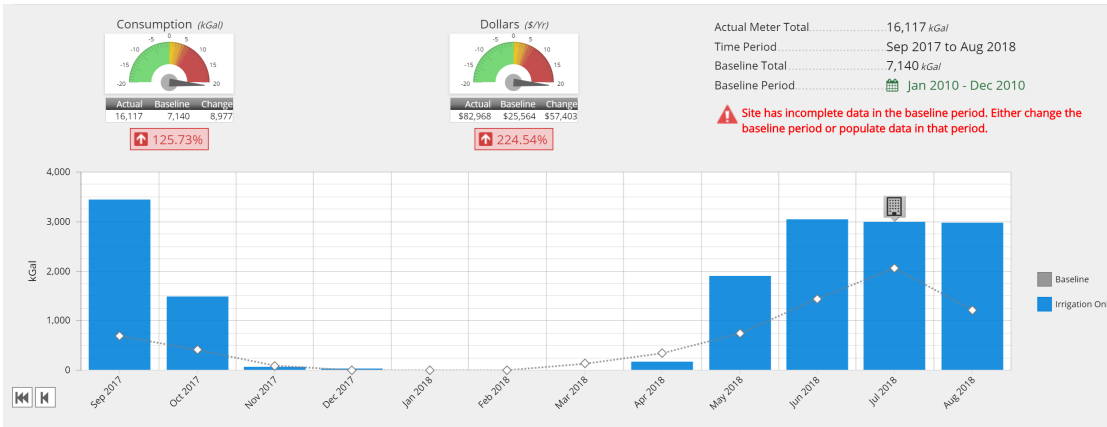 Consumption (kGal)
-20 -15 -10 -5 0 5 10 15 20
Actual Baseline Change
16,117 7,140 8,977
125.73%
Dollars ($/Yr)
-20 -15 -10 -5 0 5 10 15 20
Actual Baseline Change
$82,968 $25,564 $57,403
224.54%
Actual Meter Total 16,117 kGal
Time Period Sep 2017 to Aug 2018
Baseline Total 7,140 kGal
Baseline Period Jan 2010 - Dec 2010
Site has incomplete data in the baseline period. Either change the
baseline period or populate data in that period.
4,000
3,000
2,000
1,000
0
kGal
Sep 2017
Oct 2017
Nov 2017
Dec 2017
Jan 2018
Feb 2018
Mar 2018
Apr 2018
May 2018
Jun 2018
Jul 2018
Aug 2018
Baseline
Irrigation On